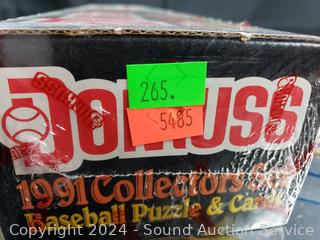 DONRUSS
265.
5485
1991 Collectors Set
Baseball Puzzle & Cards
Copyright 2024 - Sound Auction Service